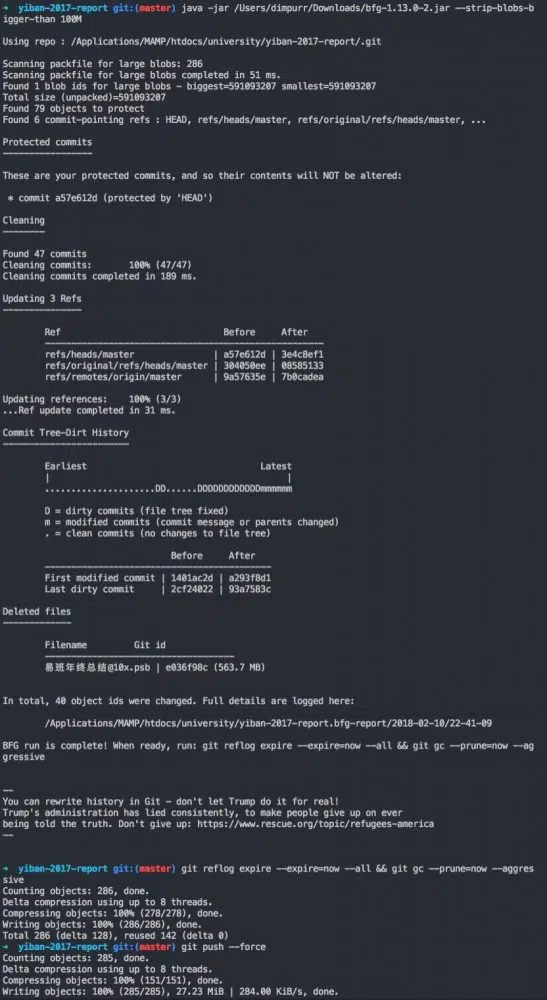 ➜  yiban-2017-report git:(master) java -jar /Users/dimpurr/Downloads/bfg-1.13.0-2.jar --strip-blobs-b
igger-than 100M
Using repo : /Applications/MAMP/htdocs/university/yiban-2017-report/.git
Scanning packfile for large blobs: 286
Scanning packfile for large blobs completed in 51 ms.
Found 1 blob ids for large blobs - biggest=591093207 smallest=591093207
Total size (unpacked)=591093207
Found 79 objects to protect
Found 6 commit-pointing refs : HEAD, refs/heads/master, refs/original/refs/heads/master, ...
Protected commits
-----------------
These are your protected commits, and so their contents will NOT be altered:
 * commit a57e612d (protected by 'HEAD')
Cleaning
--------
Found 47 commits
Cleaning commits:       100% (47/47)
Cleaning commits completed in 189 ms.
Updating 3 Refs
---------------
Ref                               Before     After
---------------------------------------------------
refs/heads/master               | a57e612d | 3e4c8ef1
refs/original/refs/heads/master | 304050ee | 08585133
refs/remotes/origin/master      | 9a57635e | 7b0cadea
Updating references:    100% (3/3)
...Ref update completed in 31 ms.
Commit Tree-Dirt History
------------------------
Earliest                                 Latest
|                                             |
.....................DD......DDDDDDDDDDDDmmmmmm
D = dirty commits (file tree fixed)
m = modified commits (commit message or parents changed)
. = clean commits (no changes to file tree)
Before     After
-------------------------------------------
First modified commit | 1401ac2d | a293f8d1
Last dirty commit     | 2cf24022 | 93a7583c
Deleted files
-------------
Filename         Git id
------------------------------------
易班年终总结@10x.psb | e036f98c (563.7 MB)
In total, 40 object ids were changed. Full details are logged here:
/Applications/MAMP/htdocs/university/yiban-2017-report.bfg-report/2018-02-10/22-41-09
BFG run is complete! When ready, run: git reflog expire --expire=now --all && git gc --prune=now --ag
gressive
--
You can rewrite history in Git - don't let Trump do it for real!
Trump's administration has lied consistently, to make people give up on ever
being told the truth. Don't give up: https://www.rescue.org/topic/refugees-america
--
➜  yiban-2017-report git:(master) git reflog expire --expire=now --all && git gc --prune=now --aggres
sive
Counting objects: 286, done.
Delta compression using up to 8 threads.
Compressing objects: 100% (278/278), done.
Writing objects: 100% (286/286), done.
Total 286 (delta 128), reused 142 (delta 0)
➜  yiban-2017-report git:(master) git push --force
Counting objects: 285, done.
Delta compression using up to 8 threads.
Compressing objects: 100% (151/151), done.
Writing objects: 100% (285/285), 27.23 MiB | 284.00 KiB/s, done.